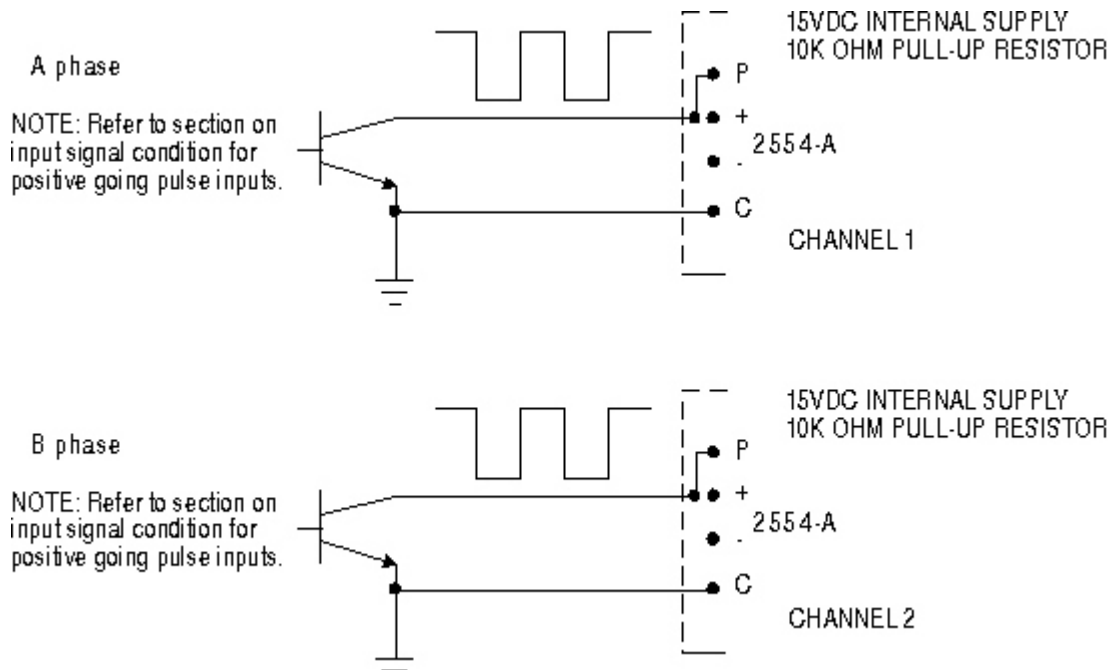 15VDC INTERNAL SUPPLY
10K OHM PULL-UP RESISTOR
A phase
P
NOTE: Refer to section on
input signal condition for
positive going pulse inputs.
+
2554-A
-
C
CHANNEL 1
15VDC INTERNAL SUPPLY
10K OHM PULL-UP RESISTOR
B phase
P
NOTE: Refer to section on
input signal condition for
positive going pulse inputs.
+
2554-A
-
C
CHANNEL 2